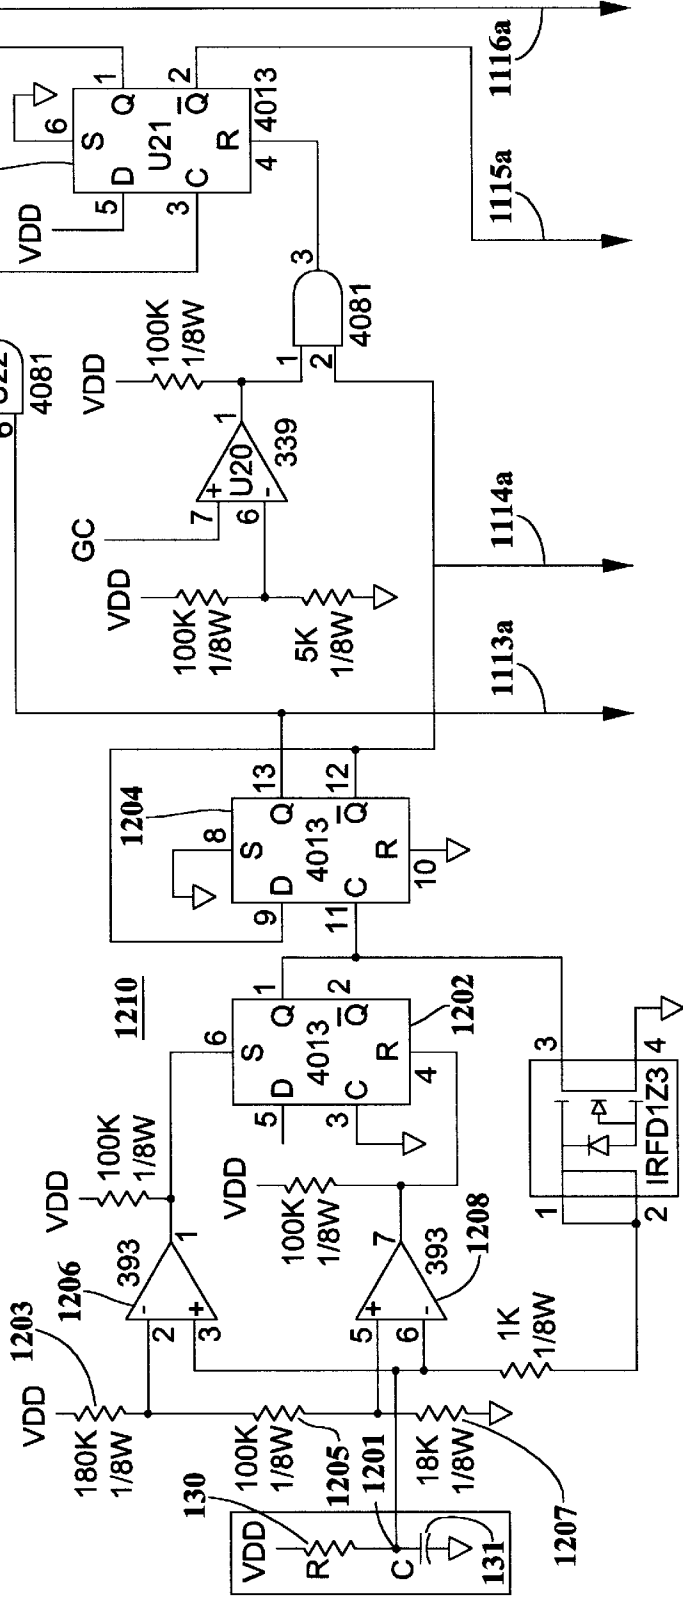 VDD
R
C
130
1201
131
VDD
1203
180K
1/8W
100K
1/8W
1205
18K
1/8W
1207
1206
-
+
2
3
393
1
VDD
100K
1/8W
+
-
5
6
7
393
1208
VDD
100K
1/8W
1K
1/8W
1
2
3
4
IRFD1Z3
1210
6
S
D
5
4013
C
3
R
4
Q
1
Q
2
1202
1204
8
S
D
9
4013
C
11
R
10
Q
13
Q
12
1113a
1114a
1115a
1116a
VDD
100K
1/8W
5K
1/8W
GC
7
6
+
-
U20
339
1
VDD
100K
1/8W
1
2
3
4081
6
4081
VDD
5
3
6
S
D
C
U21
R
4
Q
1
Q
2
4013